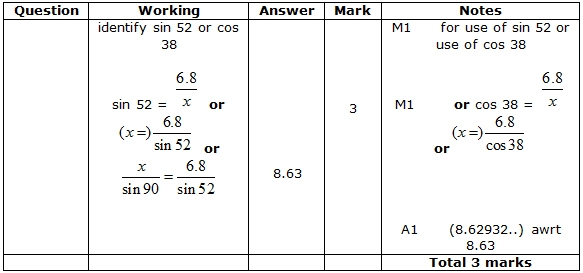 Question Working Answer Mark Notes
identify sin 52 or cos 38
M1 for use of sin 52 or use of cos 38
sin 52 = 6.8/x or
(x =) 6.8/sin 52 or
x/sin 90 = 6.8/sin 52
8.63
3
M1 or cos 38 = 6.8/x
or (x =) 6.8/cos 38
A1 (8.62932..) awrt
8.63
Total 3 marks